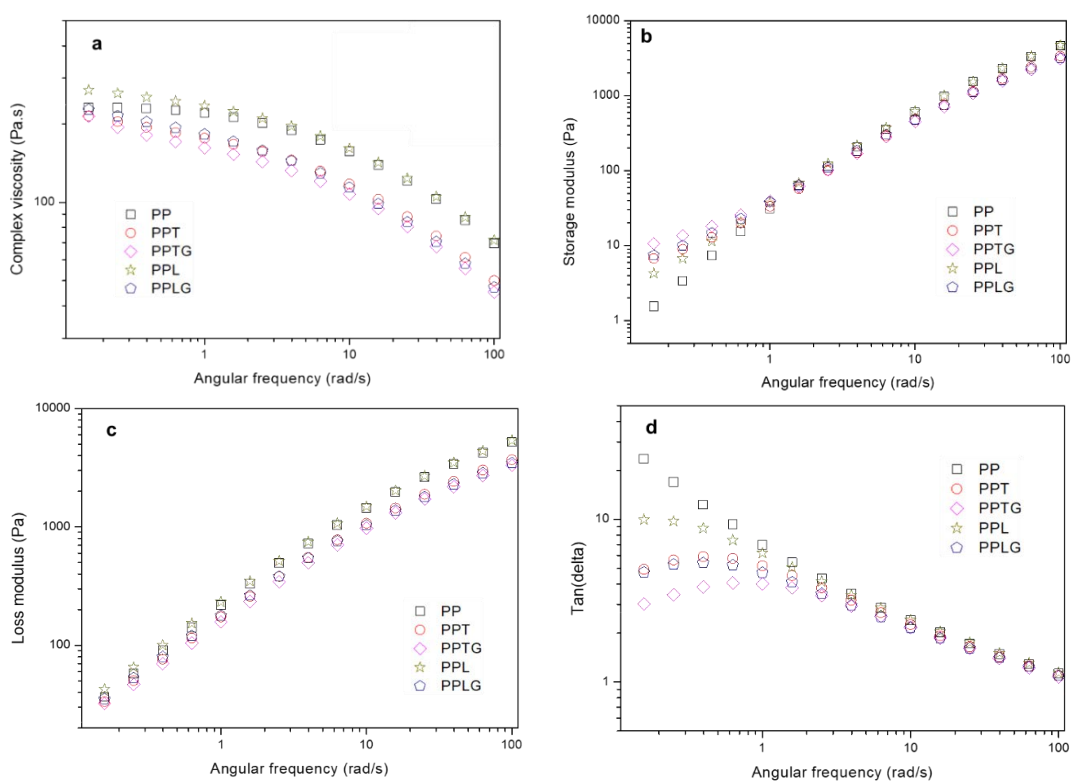 a
Complex viscosity (Pa.s)
100
PP
PPT
PPTG
PPL
PPLG
1
10
100
Angular frequency (rad/s)
b
Storage modulus (Pa)
10000
1000
100
10
1
PP
PPT
PPTG
PPL
PPLG
1
10
100
Angular frequency (rad/s)
c
Loss modulus (Pa)
10000
1000
100
PP
PPT
PPTG
PPL
PPLG
1
10
100
Angular frequency (rad/s)
d
Tan(delta)
10
1
PP
PPT
PPTG
PPL
PPLG
1
10
100
Angular frequency (rad/s)